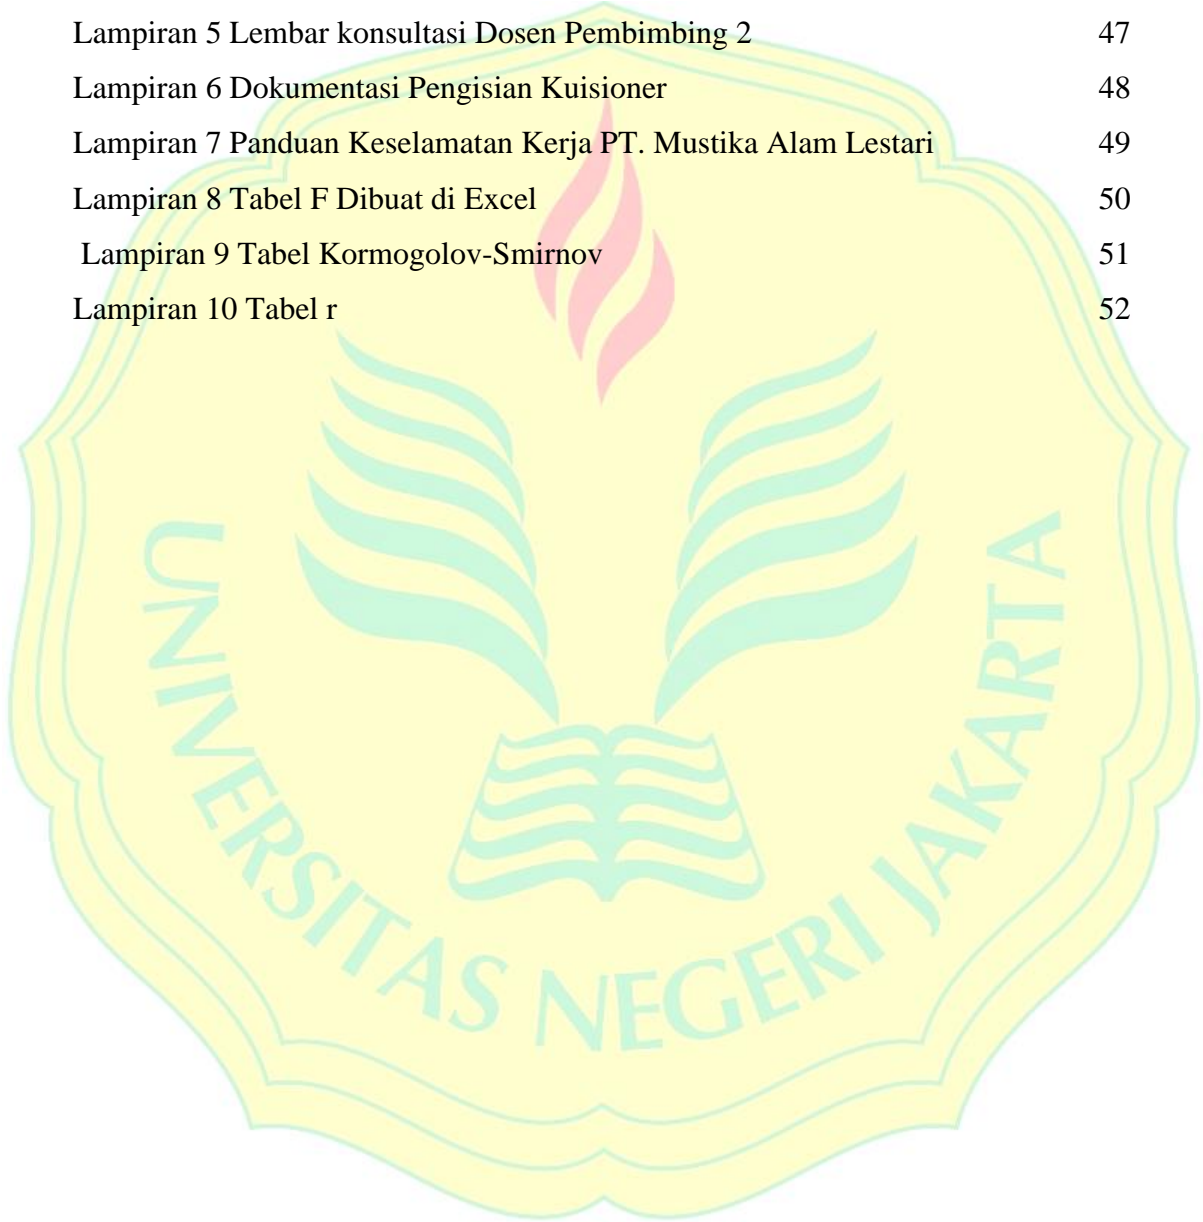 Lampiran 5 Lembar konsultasi Dosen Pembimbing 2 47
Lampiran 6 Dokumentasi Pengisian Kuisioner 48
Lampiran 7 Panduan Keselamatan Kerja PT. Mustika Alam Lestari 49
Lampiran 8 Tabel F Dibuat di Excel 50
Lampiran 9 Tabel Kormogolov-Smirnov 51
Lampiran 10 Tabel r 52
UNIVERSITAS NEGERI JAKARTA